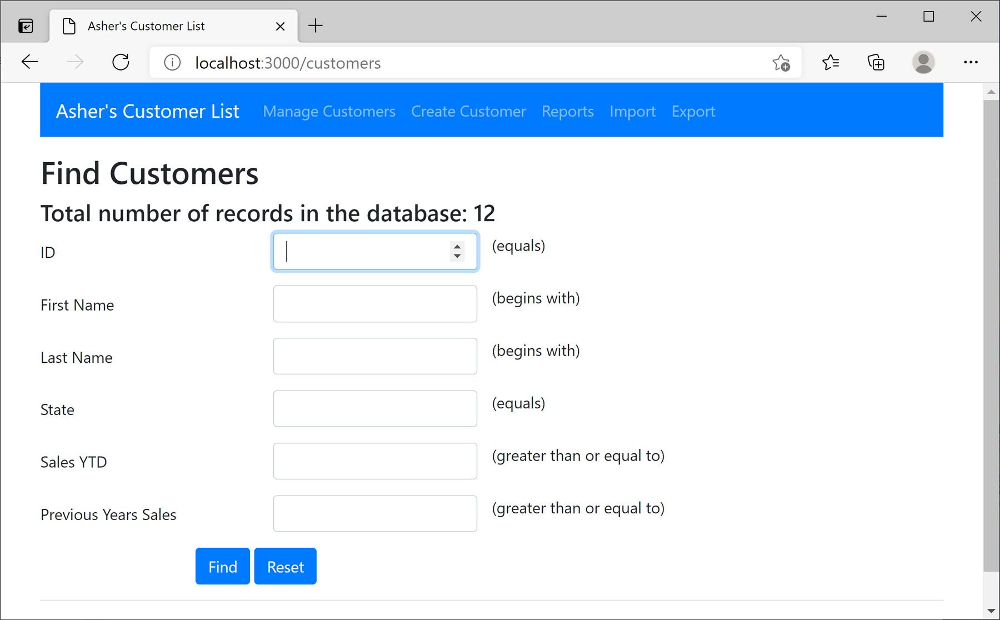 Asher's Customer List
localhost:3000/customers
Asher's Customer List Manage Customers Create Customer Reports Import Export
Find Customers
Total number of records in the database: 12
ID (equals)
First Name (begins with)
Last Name (begins with)
State (equals)
Sales YTD (greater than or equal to)
Previous Years Sales (greater than or equal to)
Find Reset